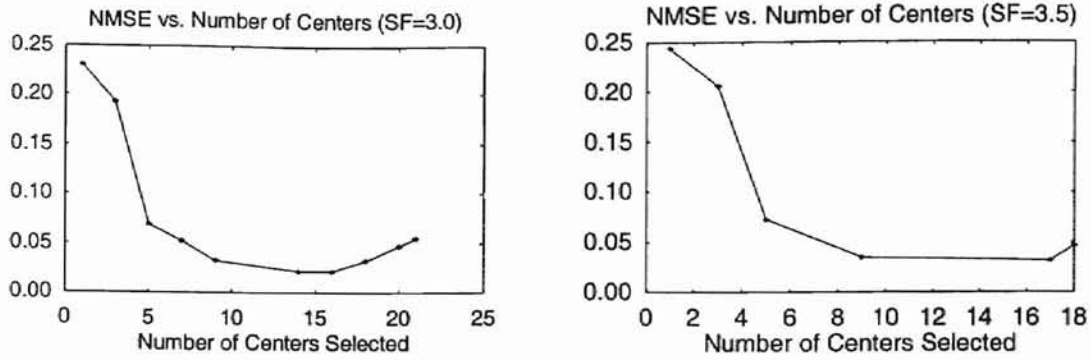 NMSE vs. Number of Centers (SF=3.0)
0.25
0.20
0.15
0.10
0.05
0.00
0 5 10 15 20 25
Number of Centers Selected
NMSE vs. Number of Centers (SF=3.5)
0.25
0.20
0.15
0.10
0.05
0.00
0 2 4 6 8 10 12 14 16 18
Number of Centers Selected